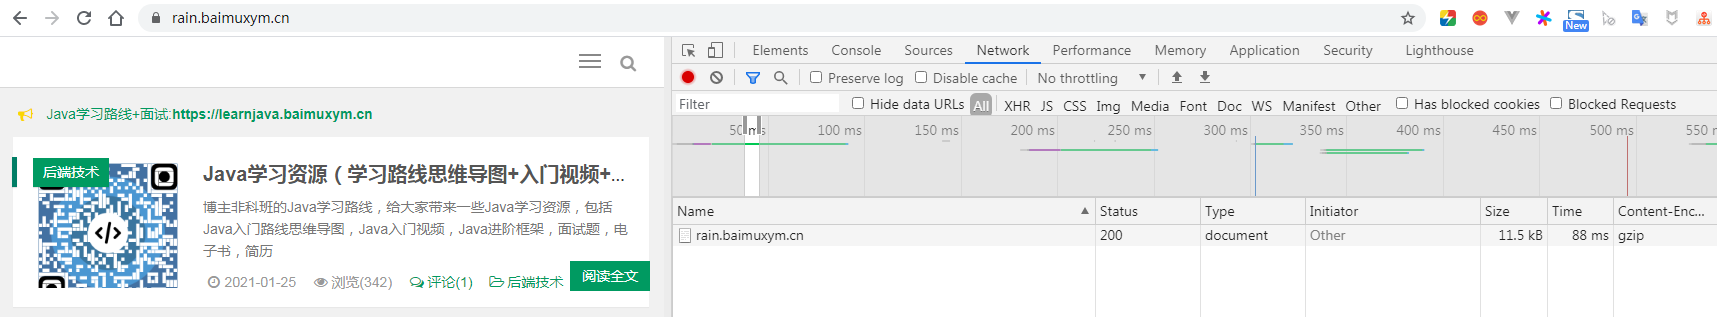 rain.baimuxym.cn
New
Java学习路线+面试:https://learnjava.baimuxym.cn
后端技术
Java学习资源（学习路线思维导图+入门视频+...
博主非科班的Java学习路线，给大家带来一些Java学习资源，包括
Java入门路线思维导图，Java入门视频，Java进阶框架，面试题，电
子书，简历
2021-01-25 浏览(342) 评论(1) 后端技术
阅读全文
Elements Console Sources Network Performance Memory Application Security Lighthouse
Preserve log Disable cache No throttling
Filter Hide data URLs All XHR JS CSS Img Media Font Doc WS Manifest Other Has blocked cookies Blocked Requests
50 ms 100 ms 150 ms 200 ms 250 ms 300 ms 350 ms 400 ms 450 ms 500 ms 550 m
Name Status Type Initiator Size Time Content-Enc...
rain.baimuxym.cn 200 document Other 11.5 kB 88 ms gzip